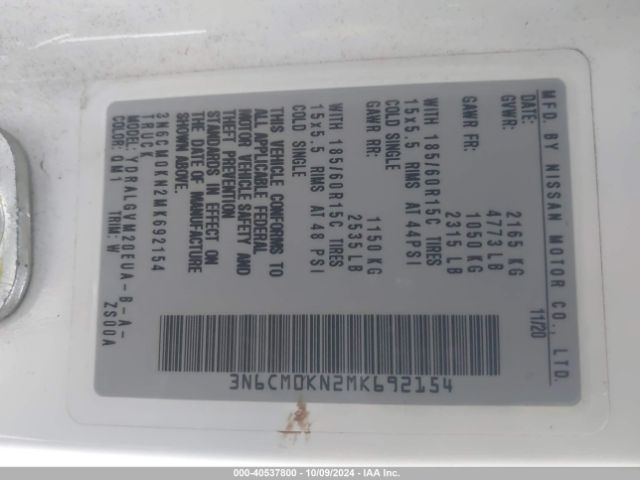 MFD. BY NISSAN MOTOR CO., LTD.
DATE: 11/20
GVWR: 2165 KG
4773 LB
GAWR FR: 1050 KG
2315 LB
WITH 185/60R15C TIRES
15x5.5 RIMS AT 44PSI
COLD SINGLE
GAWR RR: 1150 KG
2535 LB
WITH 185/60R15C TIRES
15x5.5 RIMS AT 48 PSI
COLD SINGLE
THIS VEHICLE CONFORMS TO
ALL APPLICABLE FEDERAL
MOTOR VEHICLE SAFETY AND
THEFT PREVENTION
STANDARDS IN EFFECT ON
THE DATE OF MANUFACTURE
SHOWN ABOVE.
3N6CM0KN2MK692154
TRUCK
MODEL: YDRALGVM20EUA-B-A-
ZS00A
COLOR: QM1 TRIM: W
3N6CM0KN2MK692154
000-40537800 - 10/09/2024 - IAA Inc.